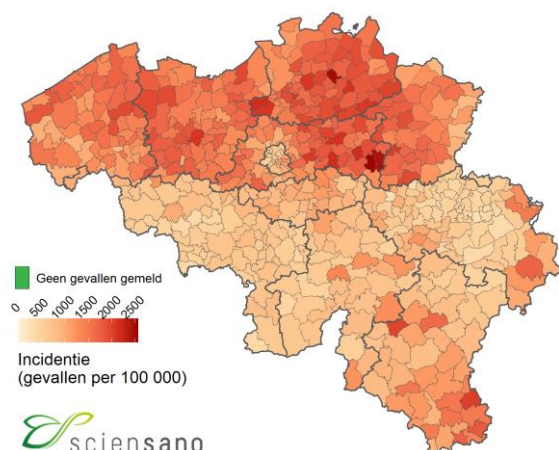 Geen gevallen gemeld
0 500 1000 1500 2000 2500
Incidentie
(gevallen per 100 000)
sciensano